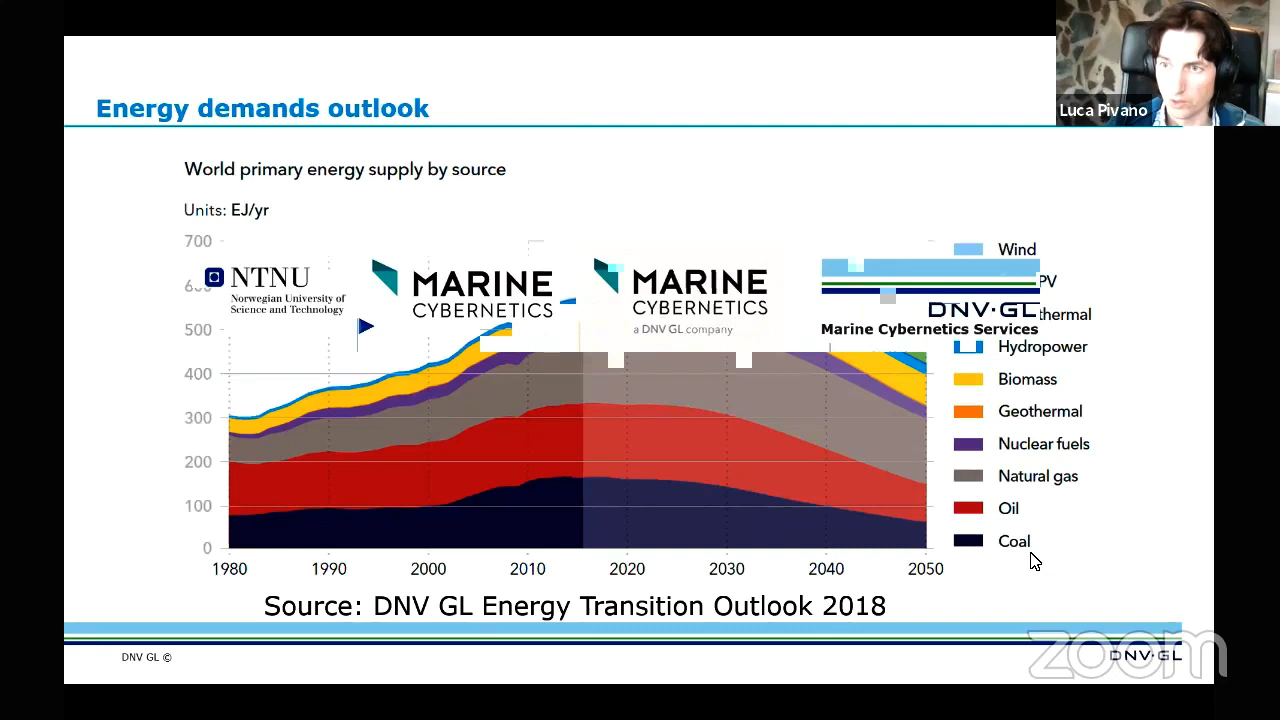 Luca Pivano
Energy demands outlook
World primary energy supply by source
Units: EJ/yr
700
Wind
NTNU
Norwegian University of
Science and Technology
MARINE
CYBERNETICS
MARINE
CYBERNETICS
a DNV GL company
DNV·GL
Marine Cybernetics Services
PV
thermal
500
Hydropower
400
Biomass
300
Geothermal
Nuclear fuels
200
Natural gas
100
Oil
0
Coal
1980 1990 2000 2010 2020 2030 2040 2050
Source: DNV GL Energy Transition Outlook 2018
DNV GL ©
DNV·GL
zoom